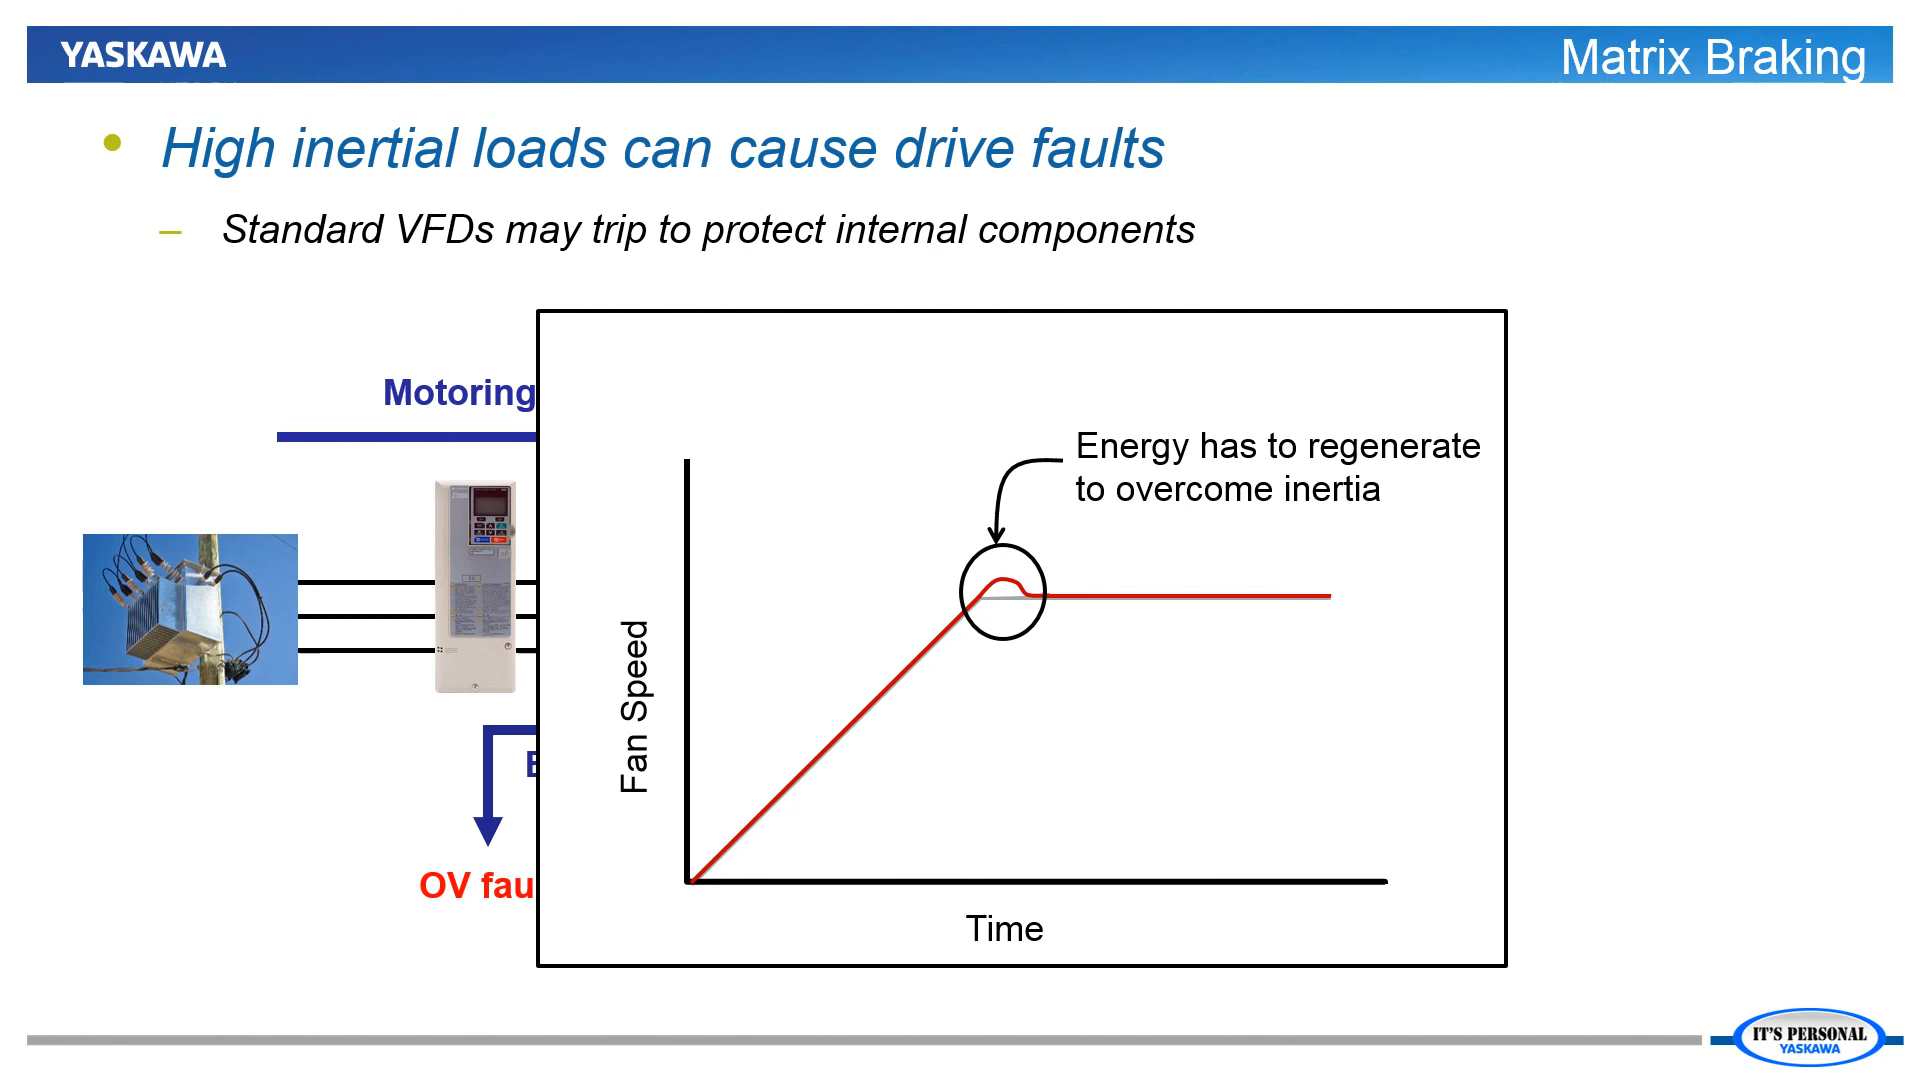 YASKAWA
Matrix Braking
• High inertial loads can cause drive faults
– Standard VFDs may trip to protect internal components
Motoring
Energy has to regenerate
to overcome inertia
Fan Speed
OV fau
Time
IT'S PERSONAL
YASKAWA